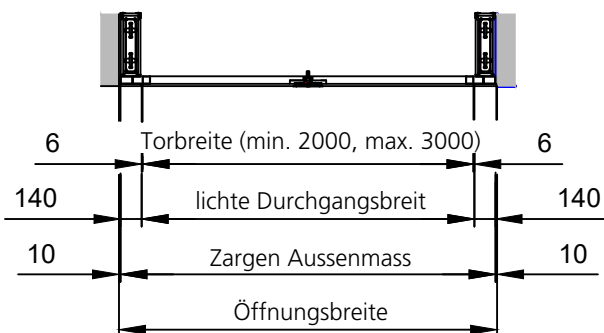 6 Torbreite (min. 2000, max. 3000) 6
140 lichte Durchgangsbreit 140
10 Zargen Aussenmass 10
Öffnungsbreite